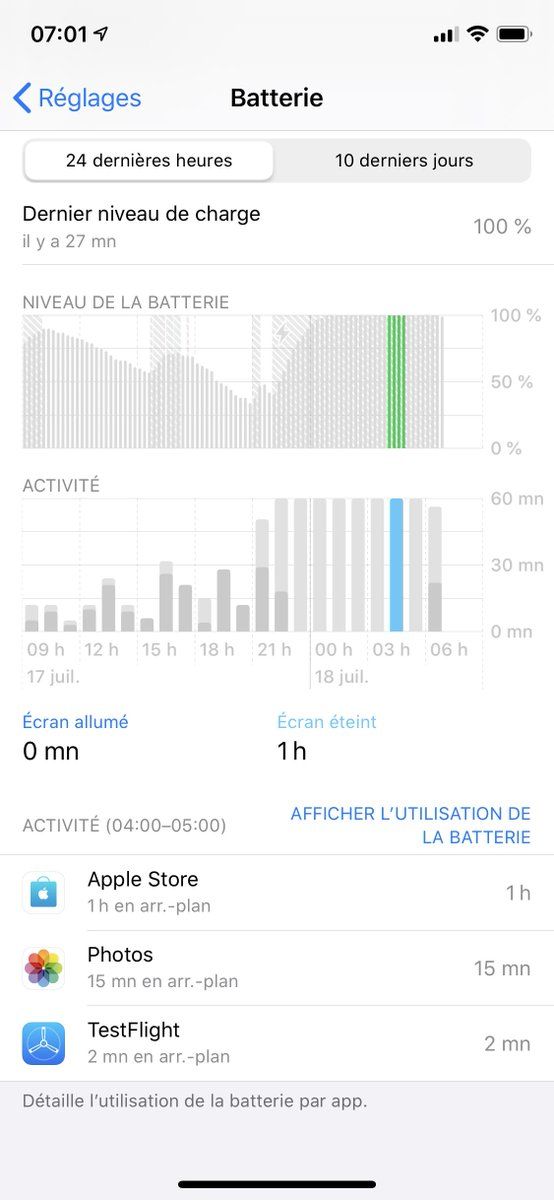 07:01
Réglages
Batterie
24 dernières heures
10 derniers jours
Dernier niveau de charge
il y a 27 mn
100 %
NIVEAU DE LA BATTERIE
100 %
50 %
0 %
ACTIVITÉ
60 mn
30 mn
0 mn
09 h 12 h 15 h 18 h 21 h 00 h 03 h 06 h
17 juil. 18 juil.
Écran allumé
0 mn
Écran éteint
1 h
ACTIVITÉ (04:00–05:00)
AFFICHER L’UTILISATION DE
LA BATTERIE
Apple Store
1 h en arr.-plan
1 h
Photos
15 mn en arr.-plan
15 mn
TestFlight
2 mn en arr.-plan
2 mn
Détaille l’utilisation de la batterie par app.